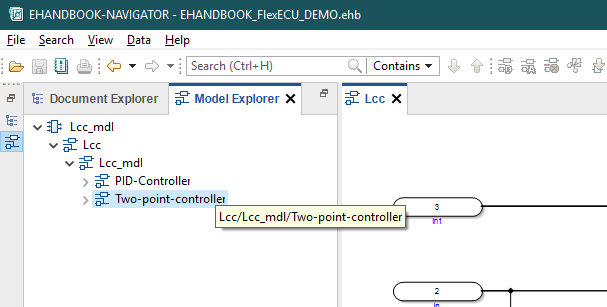 EHANDBOOK-NAVIGATOR - EHANDBOOK_FlexECU_DEMO.ehb
File Search View Data Help
Search (Ctrl+H) Contains
Document Explorer Model Explorer Lcc
Lcc_mdl
Lcc
Lcc_mdl
PID-Controller
Two-point-controller
Lcc/Lcc_mdl/Two-point-controller
3
In1
2
In